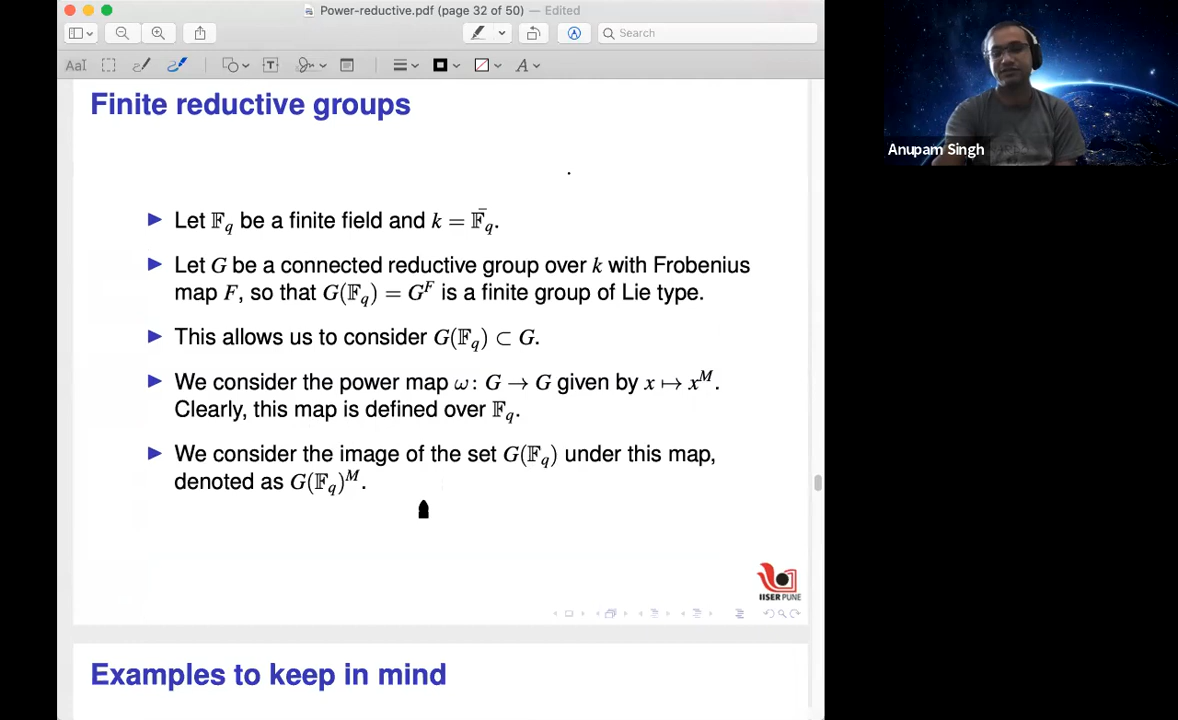 Power-reductive.pdf (page 32 of 50) — Edited
Search
AaI
T
A
Finite reductive groups
Let 𝔽_q be a finite field and k = \bar{𝔽}_q.
Let G be a connected reductive group over k with Frobenius
map F, so that G(𝔽_q) = G^F is a finite group of Lie type.
This allows us to consider G(𝔽_q) ⊂ G.
We consider the power map ω: G → G given by x ↦ x^M.
Clearly, this map is defined over 𝔽_q.
We consider the image of the set G(𝔽_q) under this map,
denoted as G(𝔽_q)^M.
IISER PUNE
Examples to keep in mind
Anupam Singh